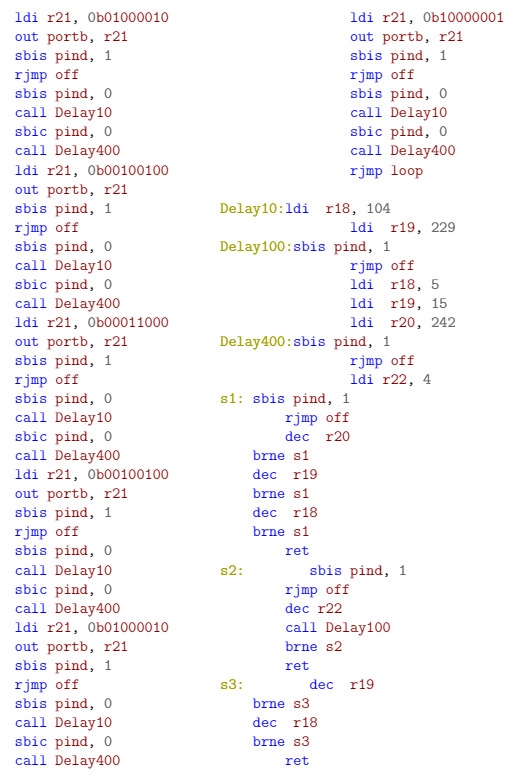 ldi r21, 0b01000010
out portb, r21
sbis pind, 1
rjmp off
sbis pind, 0
call Delay10
sbic pind, 0
call Delay400
ldi r21, 0b00100100
out portb, r21
sbis pind, 1
rjmp off
sbis pind, 0
call Delay10
sbic pind, 0
call Delay400
ldi r21, 0b00011000
out portb, r21
sbis pind, 1
rjmp off
sbis pind, 0
call Delay10
sbic pind, 0
call Delay400
ldi r21, 0b00100100
out portb, r21
sbis pind, 1
rjmp off
sbis pind, 0
call Delay10
sbic pind, 0
call Delay400
ldi r21, 0b01000010
out portb, r21
sbis pind, 1
rjmp off
sbis pind, 0
call Delay10
sbic pind, 0
call Delay400
ldi r21, 0b10000001
out portb, r21
sbis pind, 1
rjmp off
sbis pind, 0
call Delay10
sbic pind, 0
call Delay400
rjmp loop
Delay10:ldi r18, 104
ldi r19, 229
Delay100:sbis pind, 1
rjmp off
ldi r18, 5
ldi r19, 15
ldi r20, 242
Delay400:sbis pind, 1
rjmp off
ldi r22, 4
s1: sbis pind, 1
rjmp off
dec r20
brne s1
dec r19
brne s1
dec r18
brne s1
ret
s2: sbis pind, 1
rjmp off
dec r22
call Delay100
brne s2
ret
s3: dec r19
brne s3
dec r18
brne s3
ret